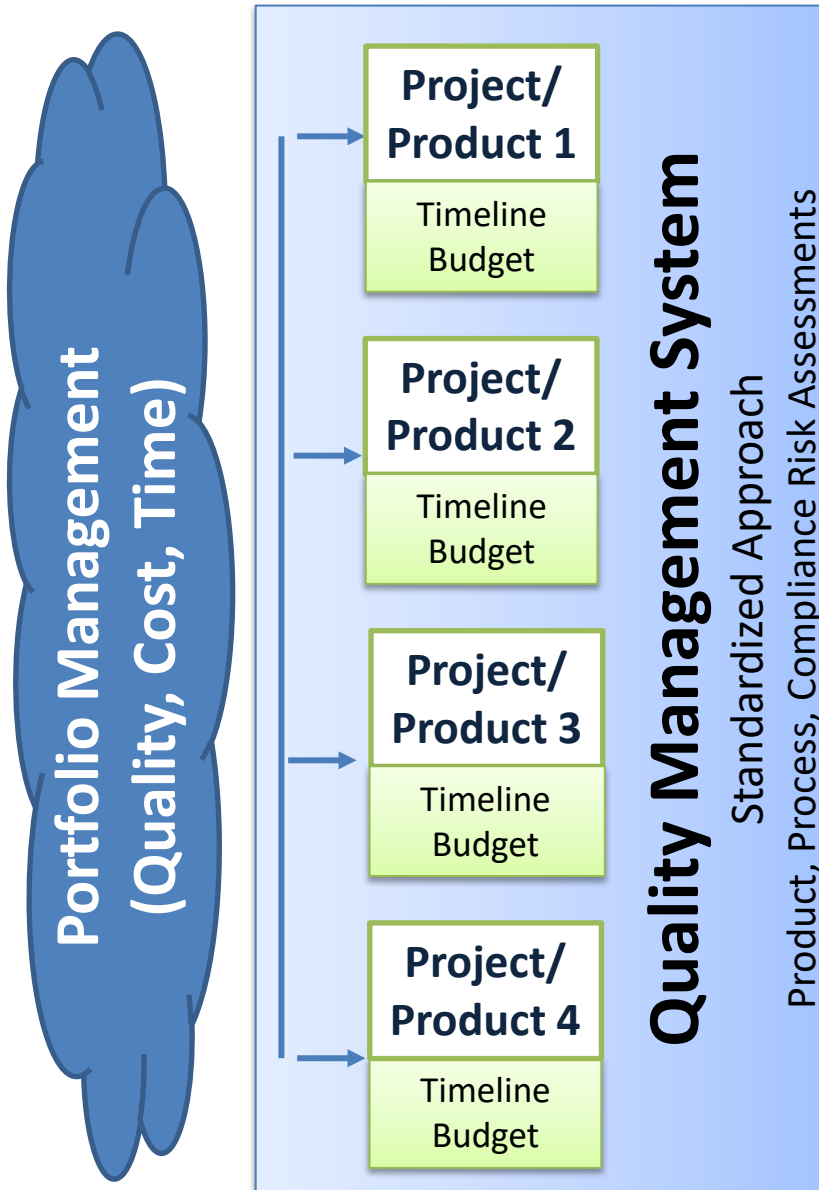 Portfolio Management
(Quality, Cost, Time)
Project/
Product 1
Timeline
Budget
Project/
Product 2
Timeline
Budget
Project/
Product 3
Timeline
Budget
Project/
Product 4
Timeline
Budget
Quality Management System
Standardized Approach
Product, Process, Compliance Risk Assessments